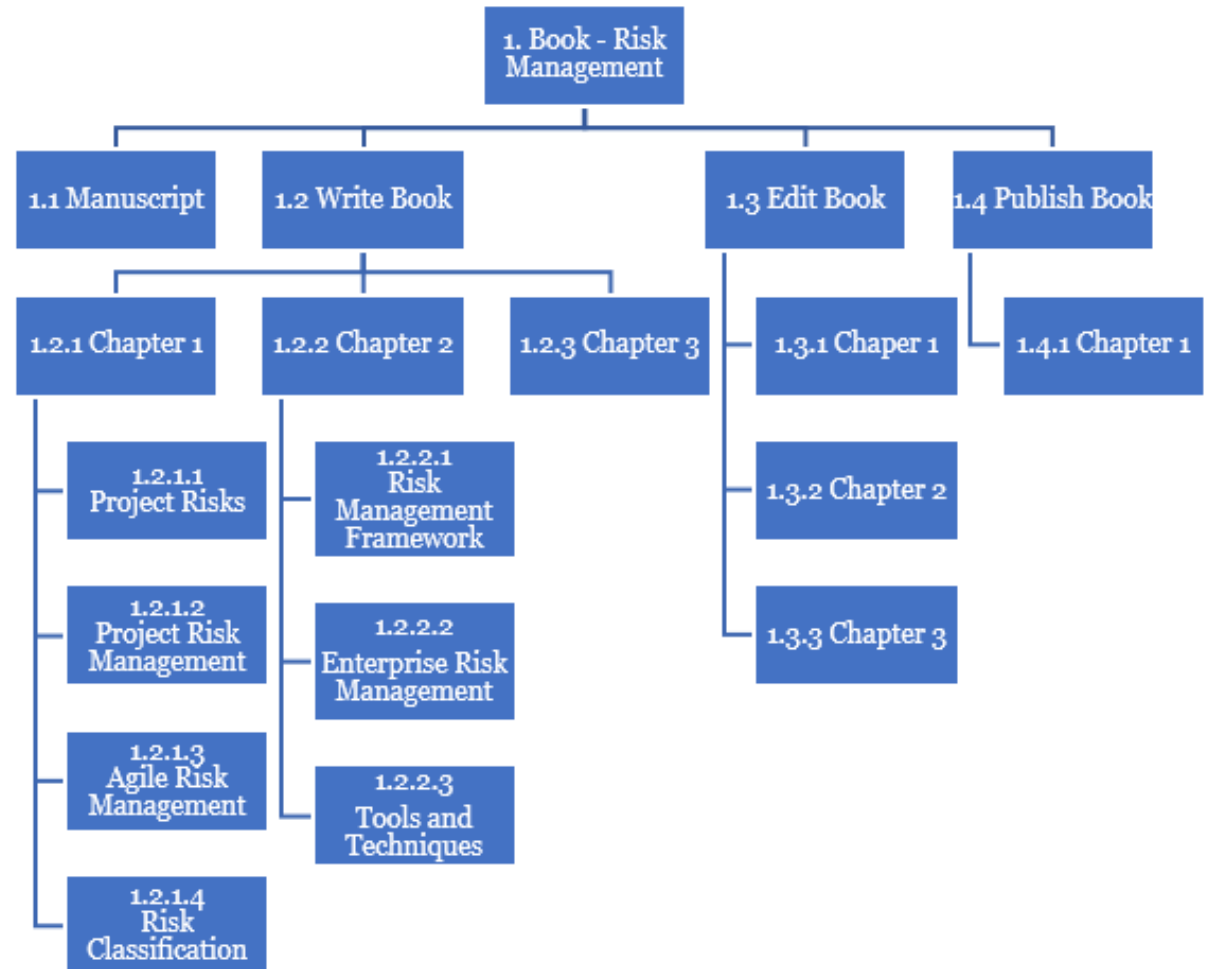 1. Book - Risk
Management
1.1 Manuscript
1.2 Write Book
1.3 Edit Book
1.4 Publish Book
1.2.1 Chapter 1
1.2.2 Chapter 2
1.2.3 Chapter 3
1.3.1 Chaper 1
1.4.1 Chapter 1
1.2.1.1
Project Risks
1.2.2.1
Risk
Management
Framework
1.3.2 Chapter 2
1.2.1.2
Project Risk
Management
1.2.2.2
Enterprise Risk
Management
1.3.3 Chapter 3
1.2.1.3
Agile Risk
Management
1.2.2.3
Tools and
Techniques
1.2.1.4
Risk
Classification